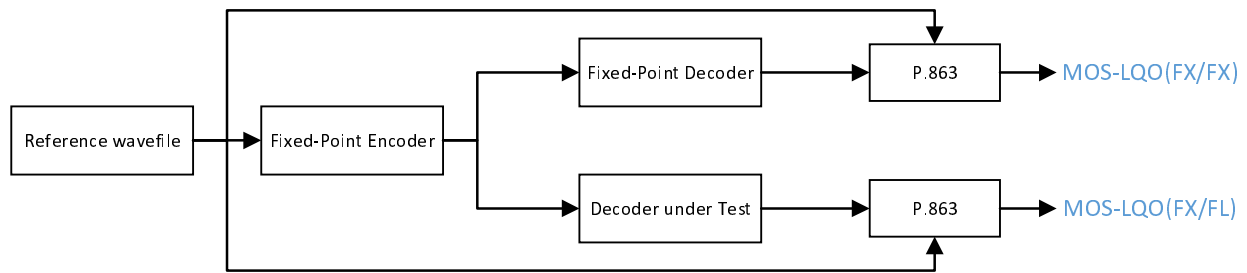 Fixed-Point Decoder
P.863
MOS-LQO(FX/FX)
Reference wavefile
Fixed-Point Encoder
Decoder under Test
P.863
MOS-LQO(FX/FL)